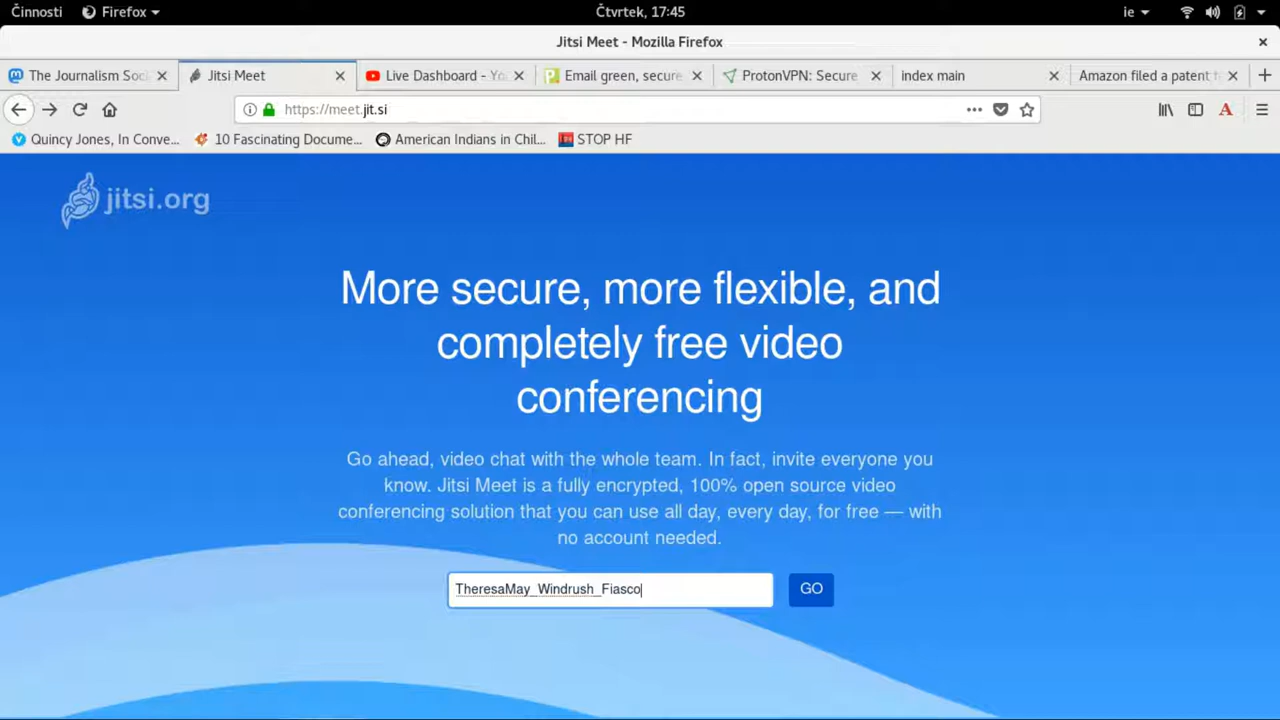 Činnosti Firefox Čtvrtek, 17:45 ie
Jitsi Meet - Mozilla Firefox
The Journalism Soc Jitsi Meet Live Dashboard - Yo Email green, secure ProtonVPN: Secure index main Amazon filed a patent f
https://meet.jit.si
Quincy Jones, In Conve... 10 Fascinating Docume... American Indians in Chil... STOP HF
jitsi.org
More secure, more flexible, and
completely free video
conferencing
Go ahead, video chat with the whole team. In fact, invite everyone you
know. Jitsi Meet is a fully encrypted, 100% open source video
conferencing solution that you can use all day, every day, for free — with
no account needed.
TheresaMay_Windrush_Fiasco GO